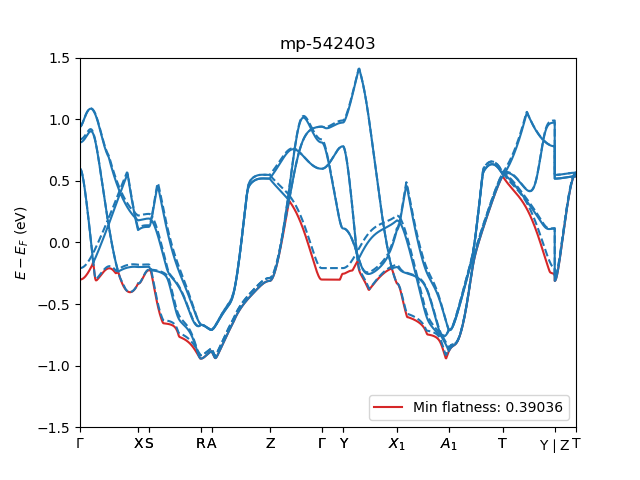 mp-542403
E − E_F (eV)
1.5
1.0
0.5
0.0
−0.5
−1.0
−1.5
Min flatness: 0.39036
Γ X S R A Z Γ Y X₁ A₁ T Y | Z T